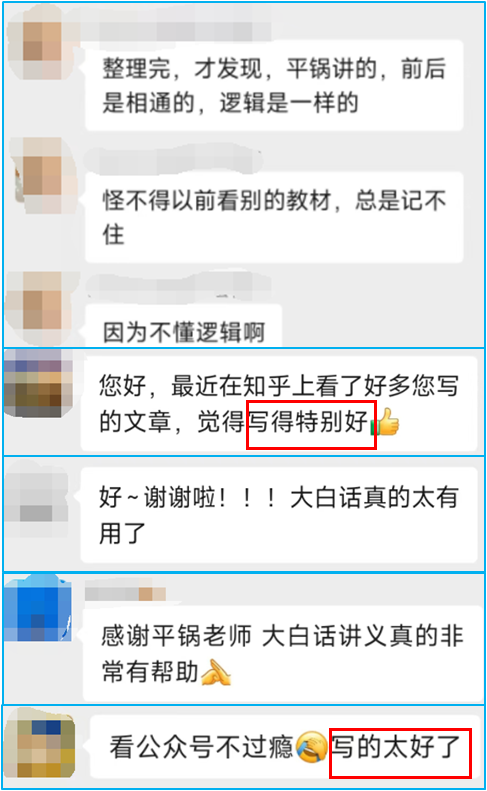 整理完，才发现，平锅讲的，前后
是相通的，逻辑是一样的
怪不得以前看别的教材，总是记不
住
因为不懂逻辑啊
您好，最近在知乎上看了好多您写
的文章，觉得写得特别好👍
好~谢谢啦！！！大白话真的太有
用了
感谢平锅老师 大白话讲义真的非
常有帮助
看公众号不过瘾🤣写的太好了